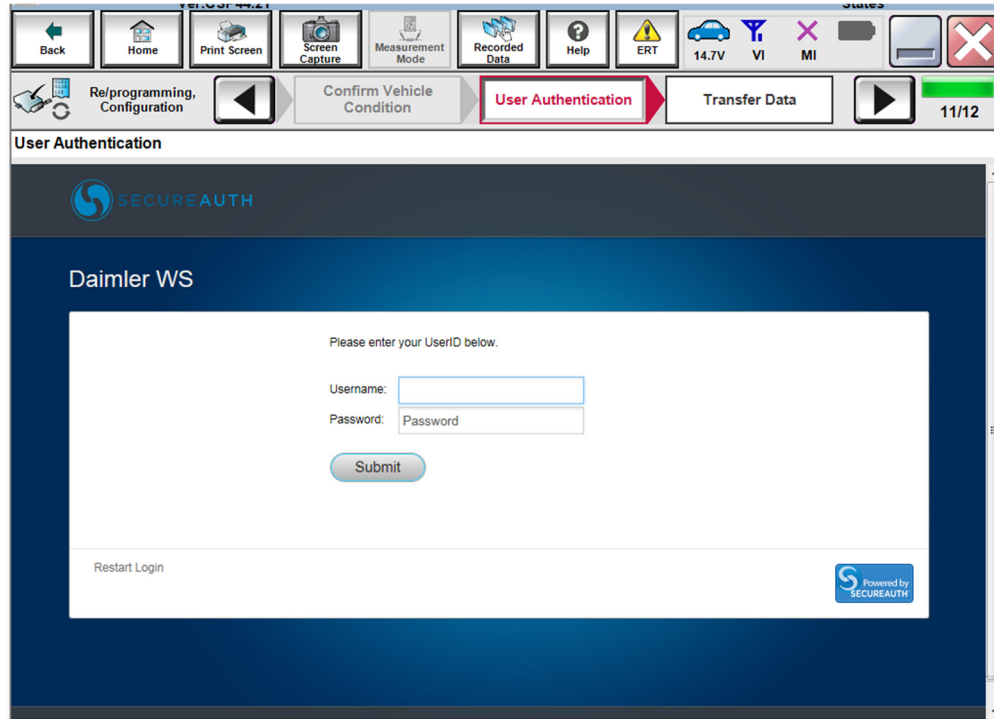 Back
Home
Print Screen
Screen Capture
Measurement Mode
Recorded Data
Help
ERT
14.7V
VI
MI
Re/programming, Configuration
Confirm Vehicle Condition
User Authentication
Transfer Data
11/12
User Authentication
SECUREAUTH
Daimler WS
Please enter your UserID below.
Username:
Password: Password
Submit
Restart Login
Powered by
SECUREAUTH